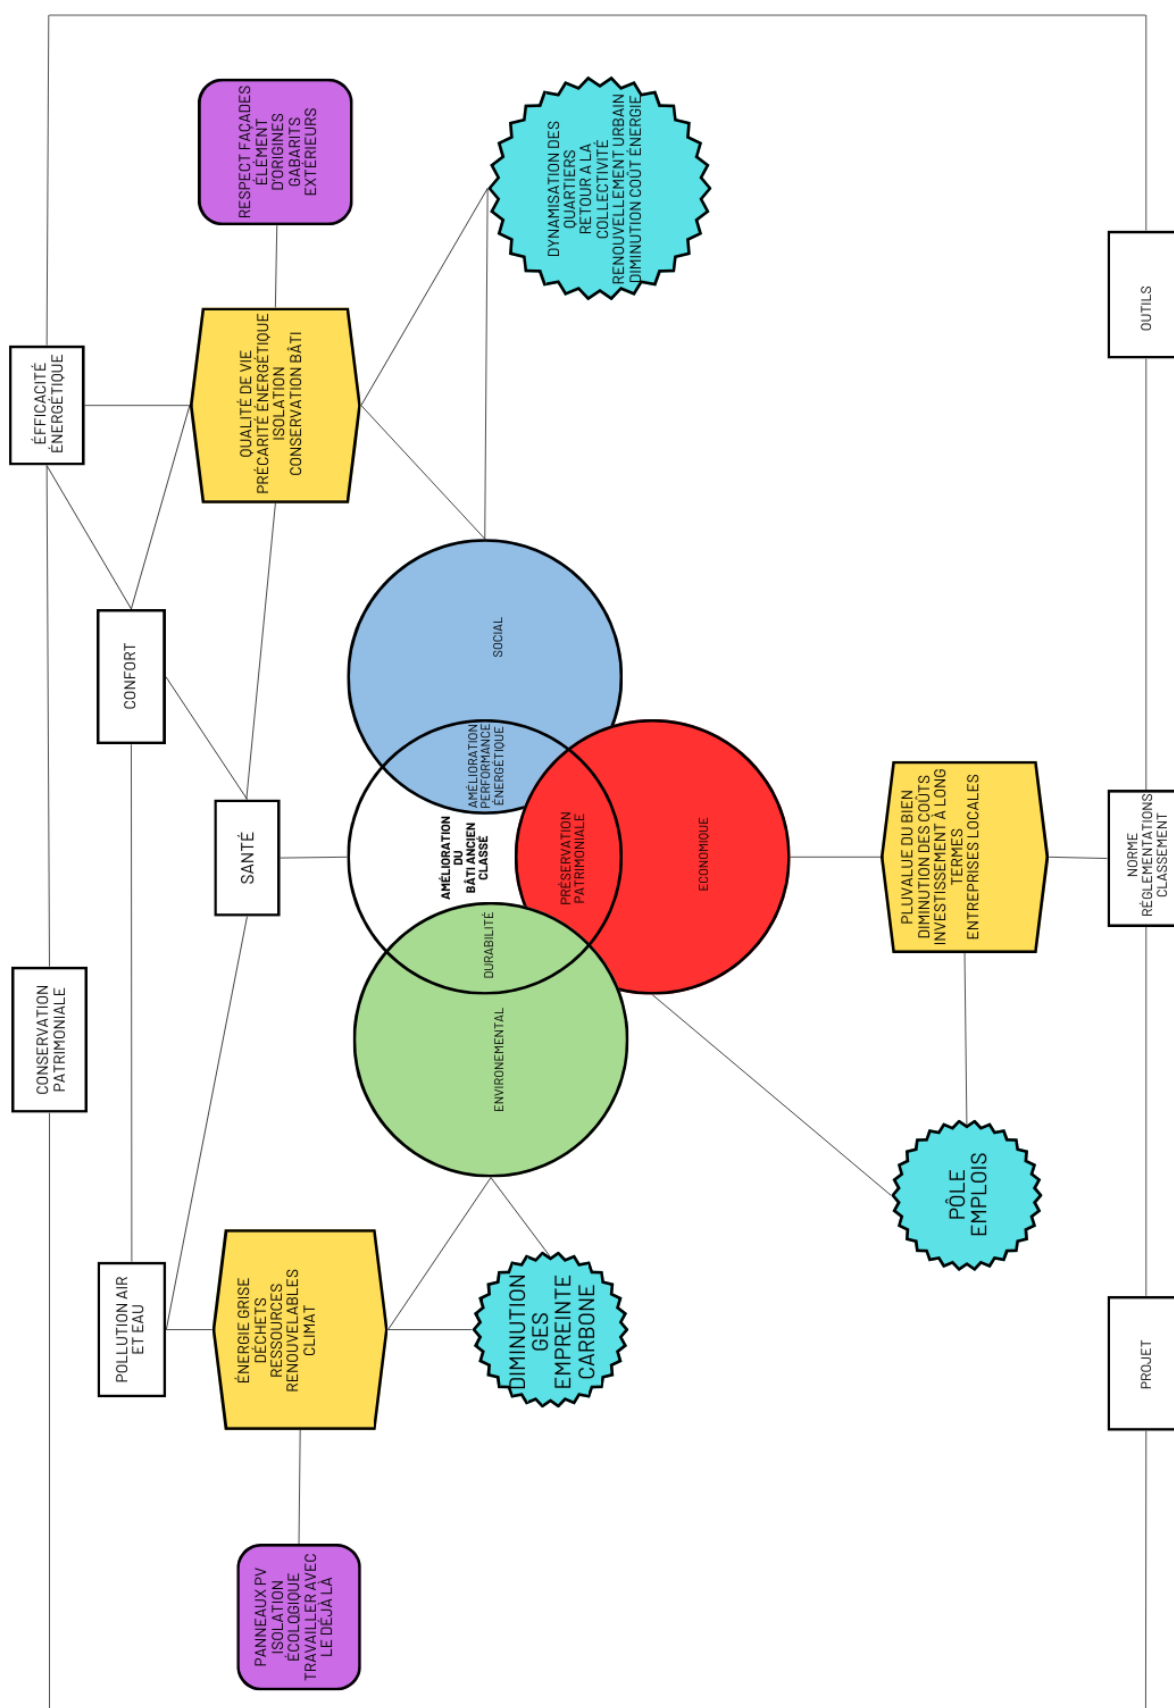 CONSERVATION
PATRIMONIALE
ÉFFICACITÉ
ÉNERGÉTIQUE
POLLUTION AIR
ET EAU
CONFORT
SANTÉ
PANNEAUX PV
ISOLATION
ÉCOLOGIQUE
TRAVAILLER AVEC
LE DÉJÀ LÀ
ÉNERGIE GRISE
DÉCHETS
RESSOURCES
RENOUVELABLES
CLIMAT
QUALITÉ DE VIE
PRÉCARITÉ ÉNERGÉTIQUE
ISOLATION
CONSERVATION BÂTI
RESPECT FAÇADES
ÉLÉMENT
D'ORIGINES
GABARITS
EXTÉRIEURS
AMÉLIORATION
DU
BÂTI ANCIEN
CLASSÉ
ENVIRONEMENTAL
DURABILITÉ
AMÉLIORATION
PERFORMANCE
ÉNERGÉTIQUE
SOCIAL
DIMINUTION
GES
EMPREINTE
CARBONE
DYNAMISATION DES
QUARTIERS
RETOUR A LA
COLLECTIVITÉ
RENOUVELLEMENT URBAIN
DIMINUTION COÛT ÉNERGIE
PRÉSERVATION
PATRIMONIALE
ECONOMIQUE
PLUVALUE DU BIEN
DIMINUTION DES COÛTS
INVESTISSEMENT À LONG
TERMES
ENTREPRISES LOCALES
PÔLE
EMPLOIS
PROJET
NORME
RÉGLEMENTATIONS
CLASSEMENT
OUTILS